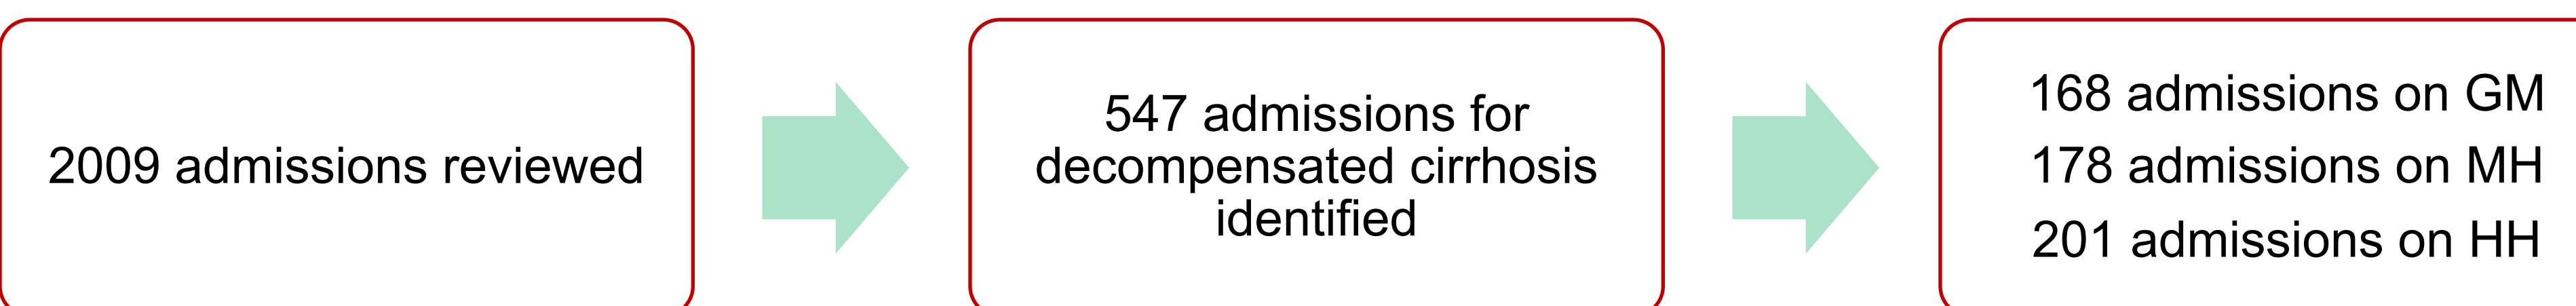 2009 admissions reviewed
547 admissions for
decompensated cirrhosis
identified
168 admissions on GM
178 admissions on MH
201 admissions on HH